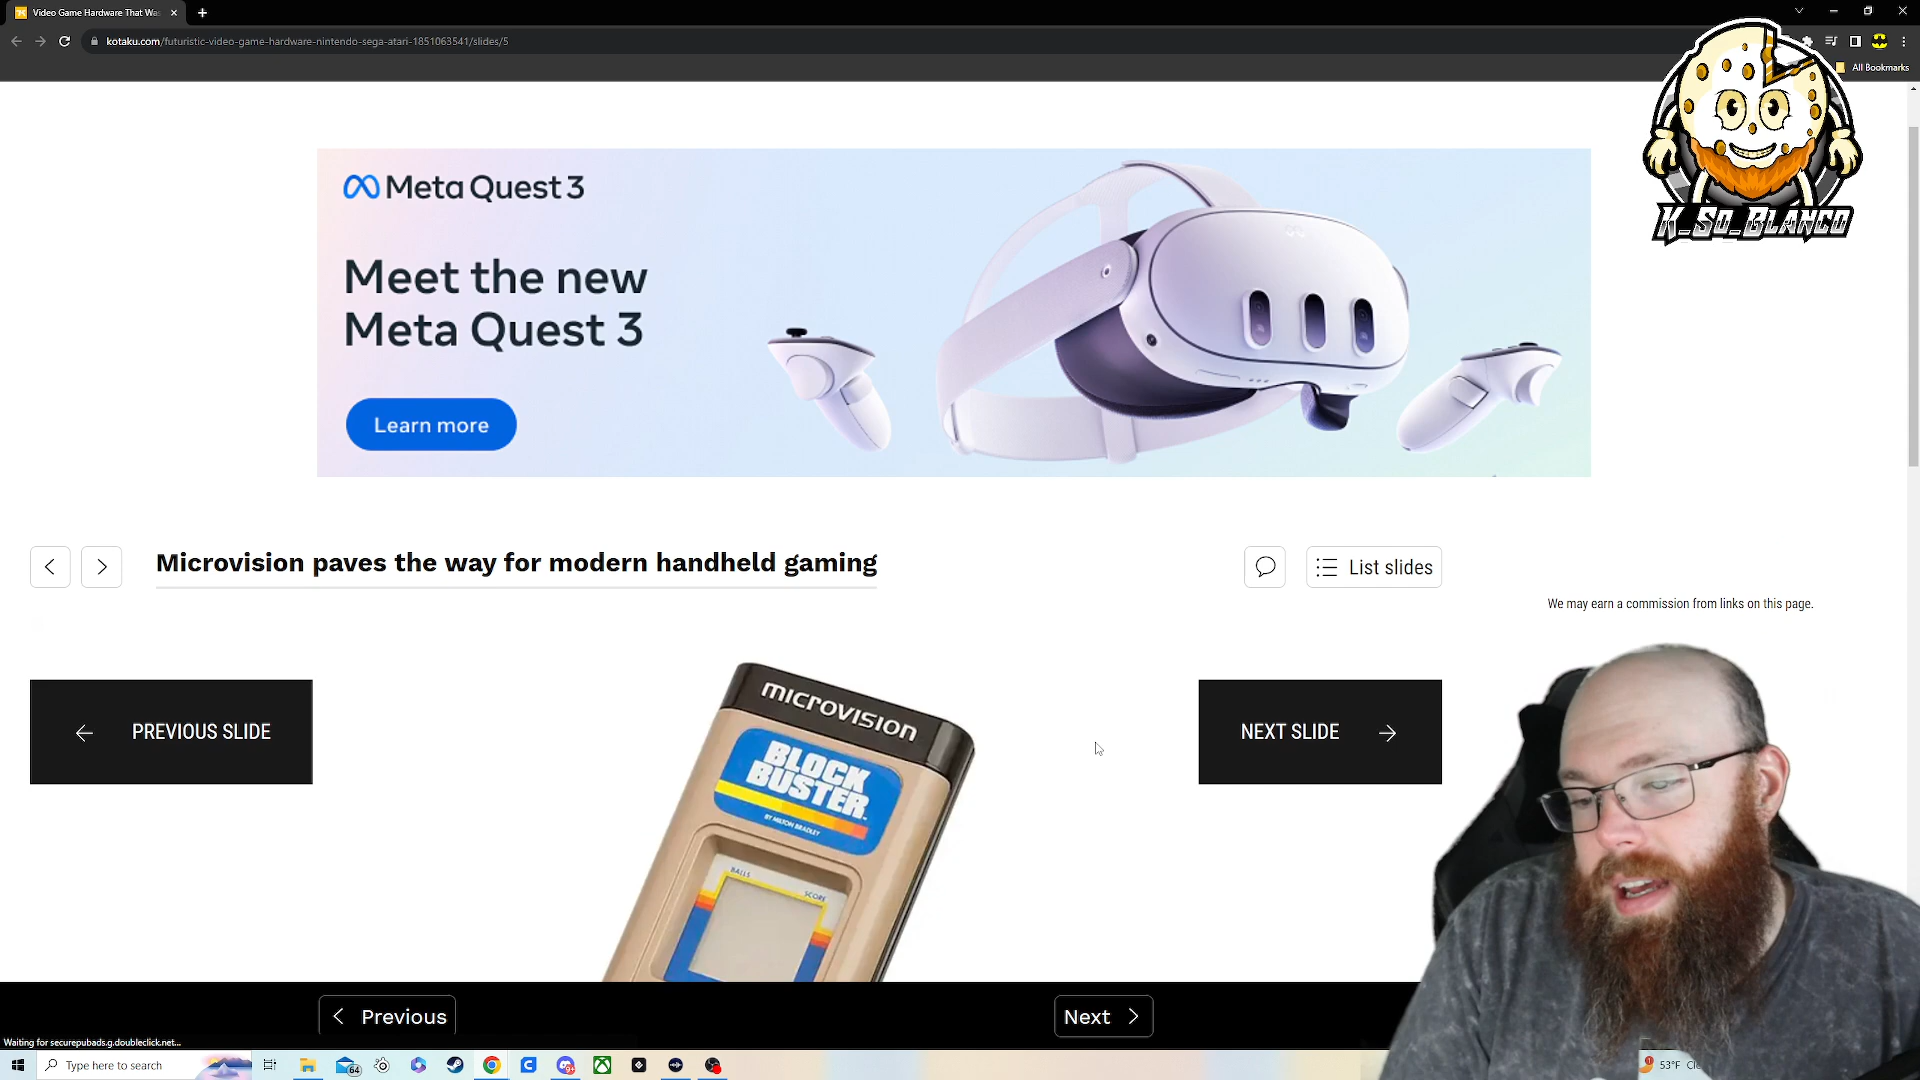 Video Game Hardware That Was
kotaku.com/futuristic-video-game-hardware-nintendo-sega-atari-1851063541/slides/5
All Bookmarks
K_So_Blanco
Meta Quest 3
Meet the new
Meta Quest 3
Learn more
Microvision paves the way for modern handheld gaming
List slides
We may earn a commission from links on this page.
PREVIOUS SLIDE
NEXT SLIDE
MICROVISION
BLOCK
BUSTER
BY MILTON BRADLEY
BALLS
SCORE
Previous
Next
Waiting for securepubads.g.doubleclick.net...
Type here to search
64
53°F